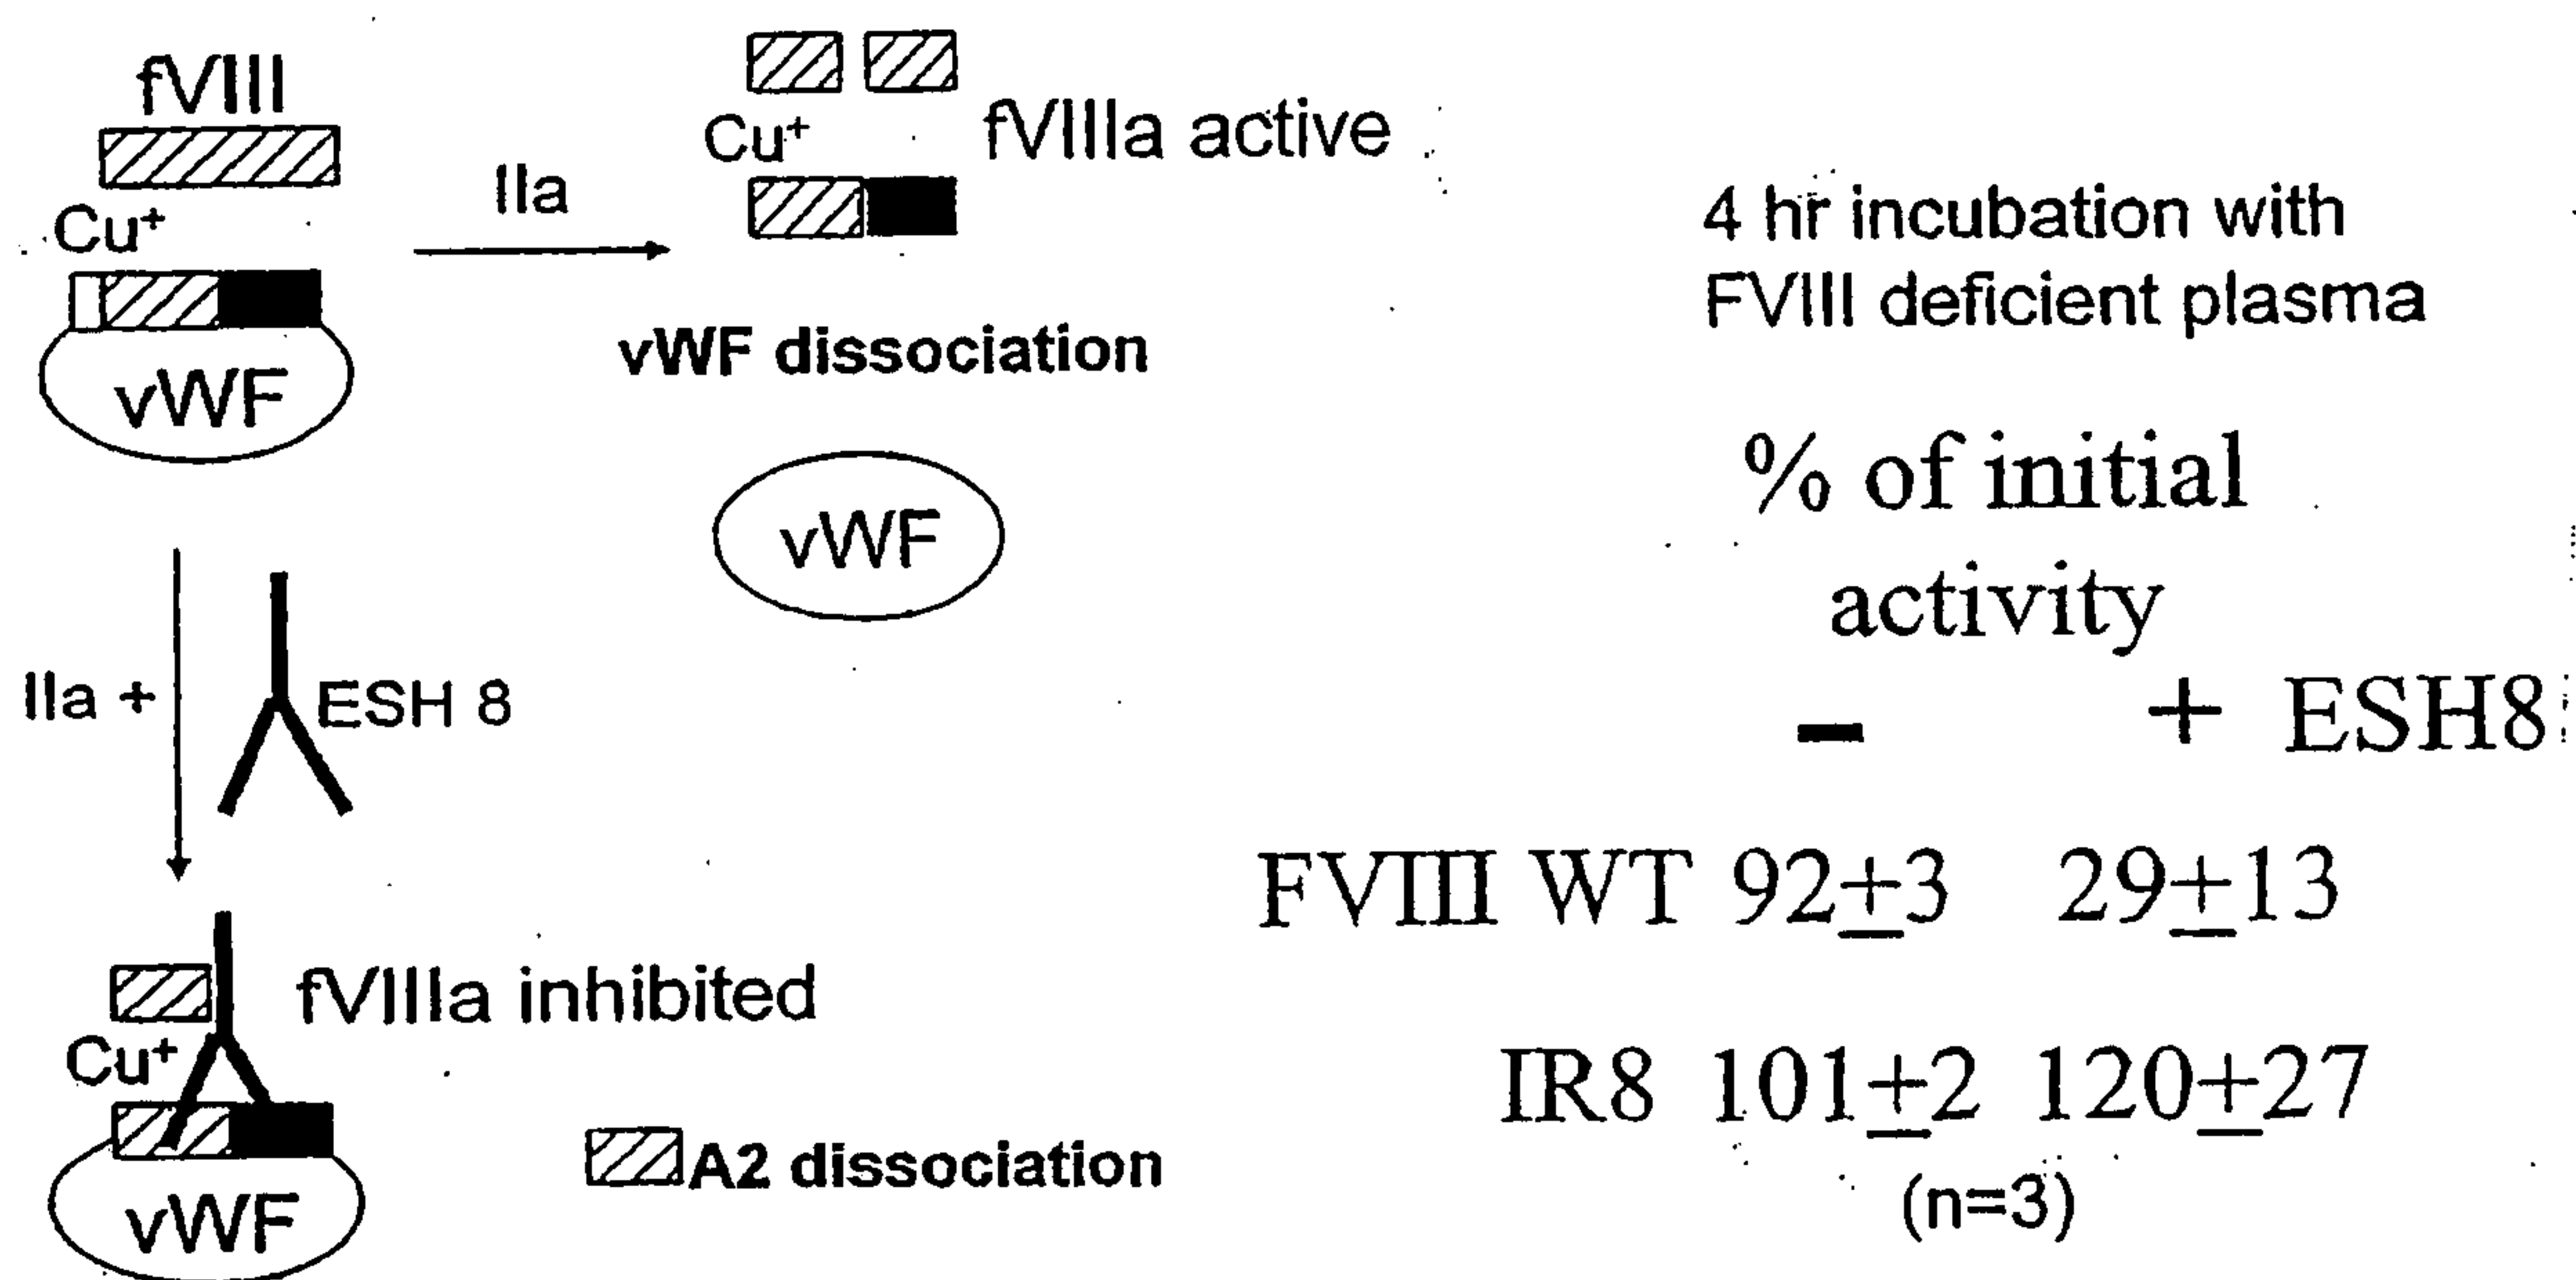 fVIII
Cu⁺
vWF
IIa
Cu⁺
fVIIIa active
vWF dissociation
vWF
IIa +
ESH 8
fVIIIa inhibited
Cu⁺
vWF
A2 dissociation
4 hr incubation with
FVIII deficient plasma
% of initial
activity
– + ESH8
FVIII WT 92±3 29±13
IR8 101±2 120±27
(n=3)